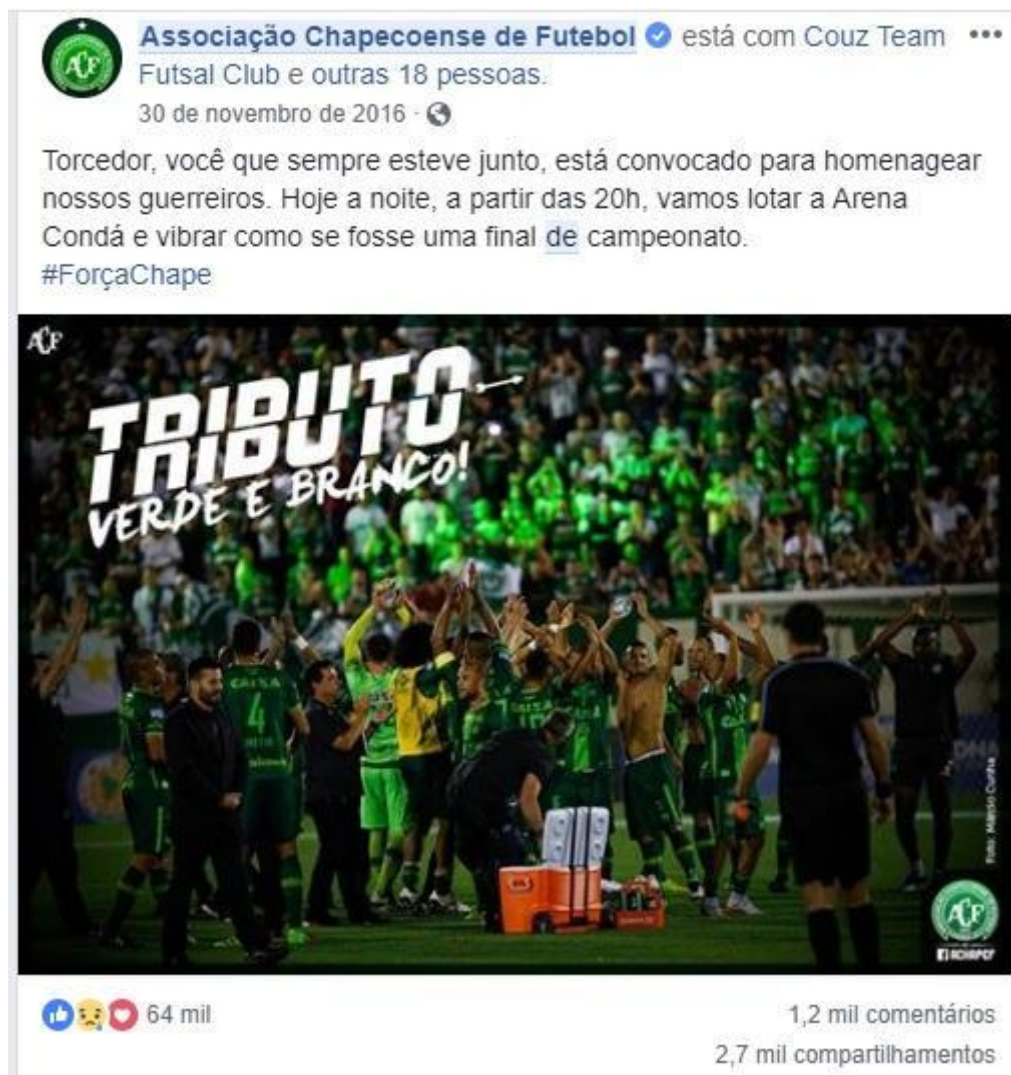 Associação Chapecoense de Futebol está com Couz Team
Futsal Club e outras 18 pessoas.
30 de novembro de 2016 ·
Torcedor, você que sempre esteve junto, está convocado para homenagear
nossos guerreiros. Hoje a noite, a partir das 20h, vamos lotar a Arena
Condá e vibrar como se fosse uma final de campeonato.
#ForçaChape
ACF
TRIBUTO
VERDE E BRANCO!
CAIXA
4
Foto: Márcio Cunha
ACF
64 mil
1,2 mil comentários
2,7 mil compartilhamentos